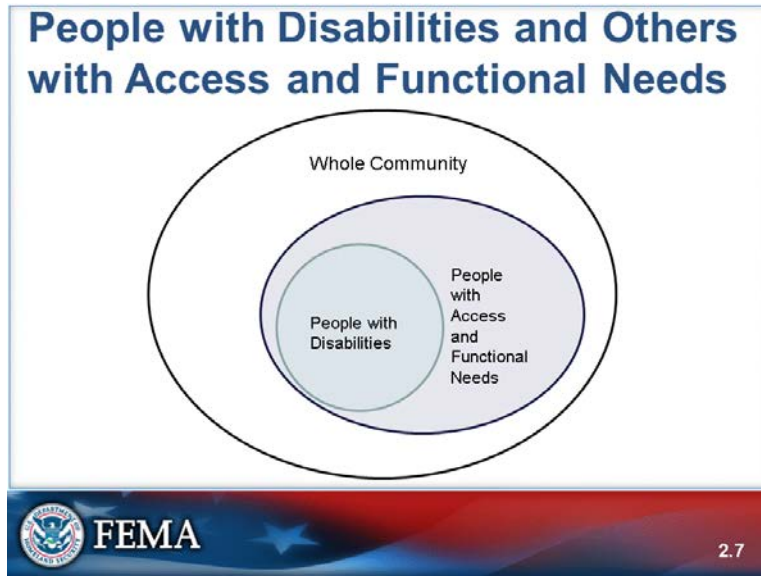 People with Disabilities and Others
with Access and Functional Needs
Whole Community
People
with
Access
and
Functional
Needs
People with
Disabilities
FEMA
2.7